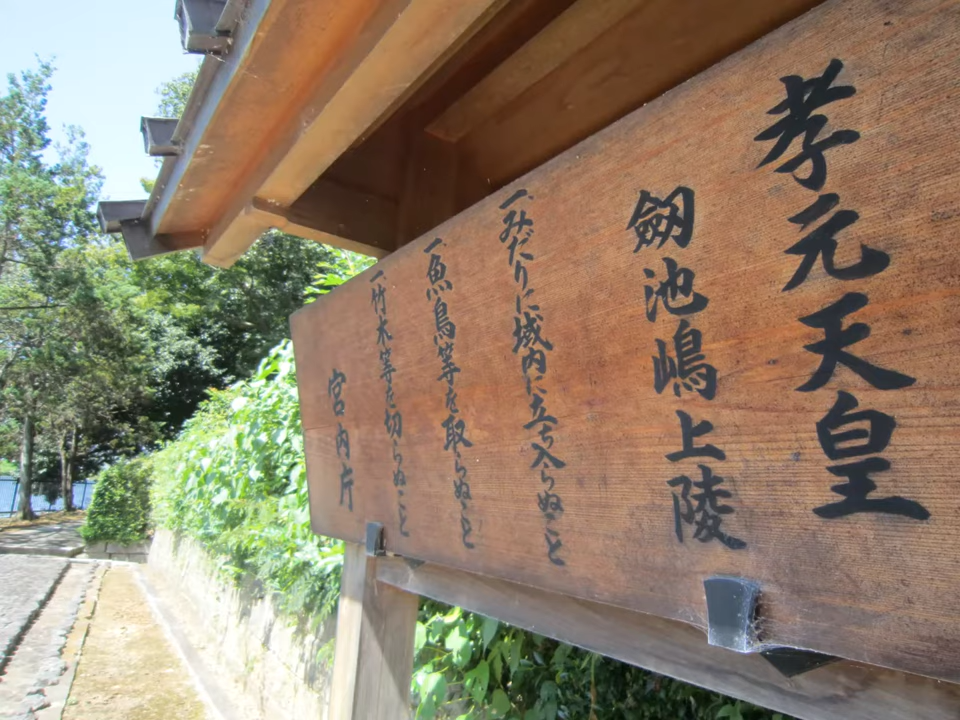 孝元天皇
劔池嶋上陵
一、みだりに域内に立ち入らぬこと
一、魚鳥等を取らぬこと
一、竹木等を切らぬこと
宮内庁